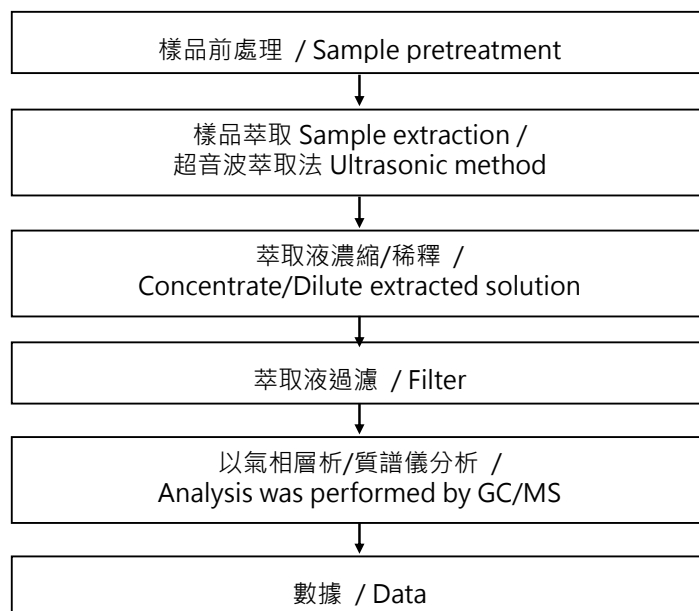 樣品前處理 / Sample pretreatment
樣品萃取 Sample extraction /
超音波萃取法 Ultrasonic method
萃取液濃縮/稀釋 /
Concentrate/Dilute extracted solution
萃取液過濾 / Filter
以氣相層析/質譜儀分析 /
Analysis was performed by GC/MS
數據 / Data